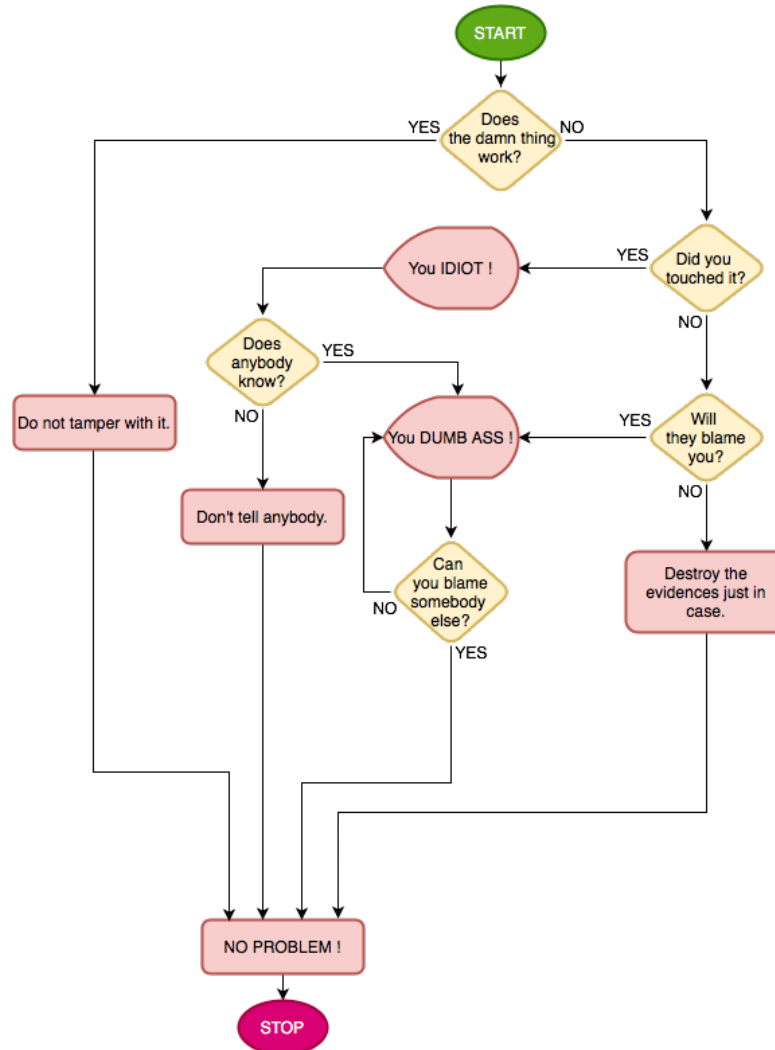 START
Does
the damn thing
work?
YES
NO
Did you
touched it?
YES
NO
You IDIOT !
Does
anybody
know?
YES
NO
Do not tamper with it.
You DUMB ASS !
Will
they blame
you?
YES
NO
Don't tell anybody.
Can
you blame
somebody
else?
NO
YES
Destroy the
evidences just in
case.
NO PROBLEM !
STOP